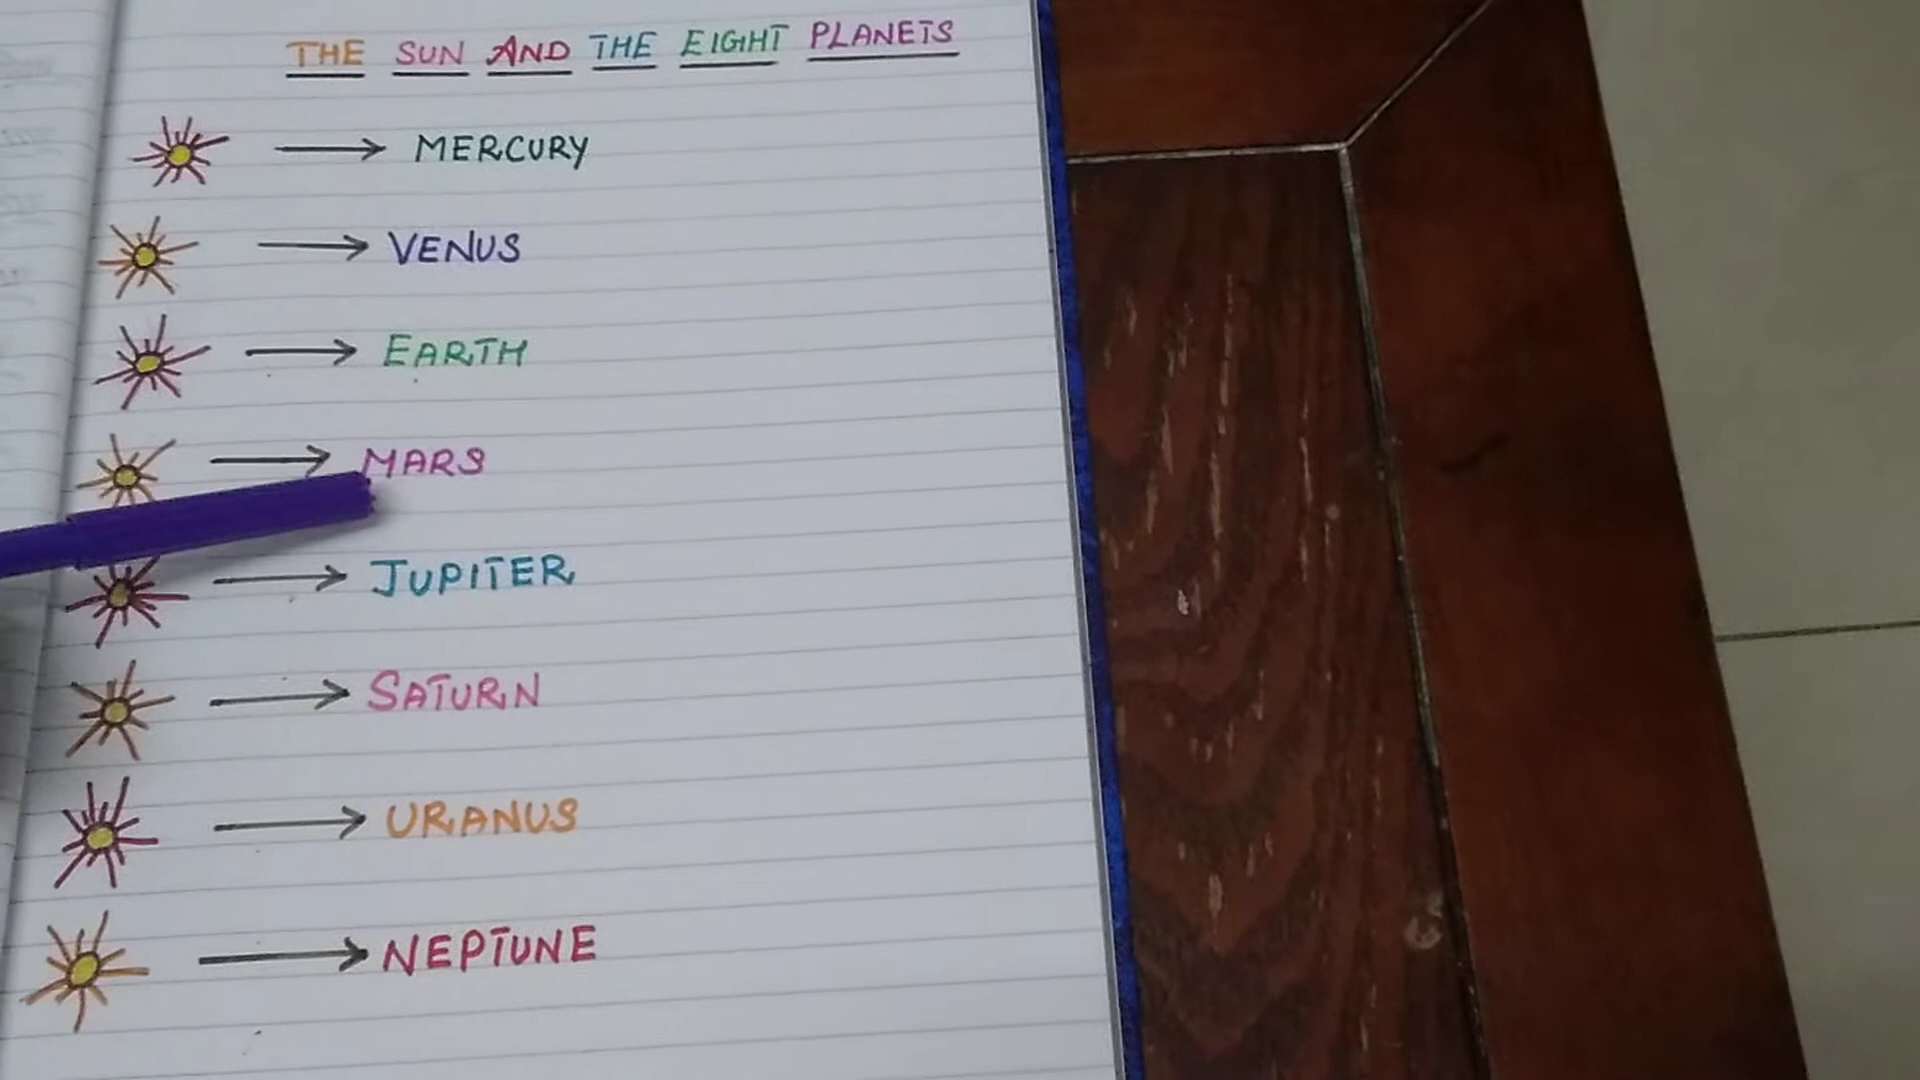 THE SUN AND THE EIGHT PLANETS
MERCURY
VENUS
EARTH
MARS
JUPITER
SATURN
URANUS
NEPTUNE